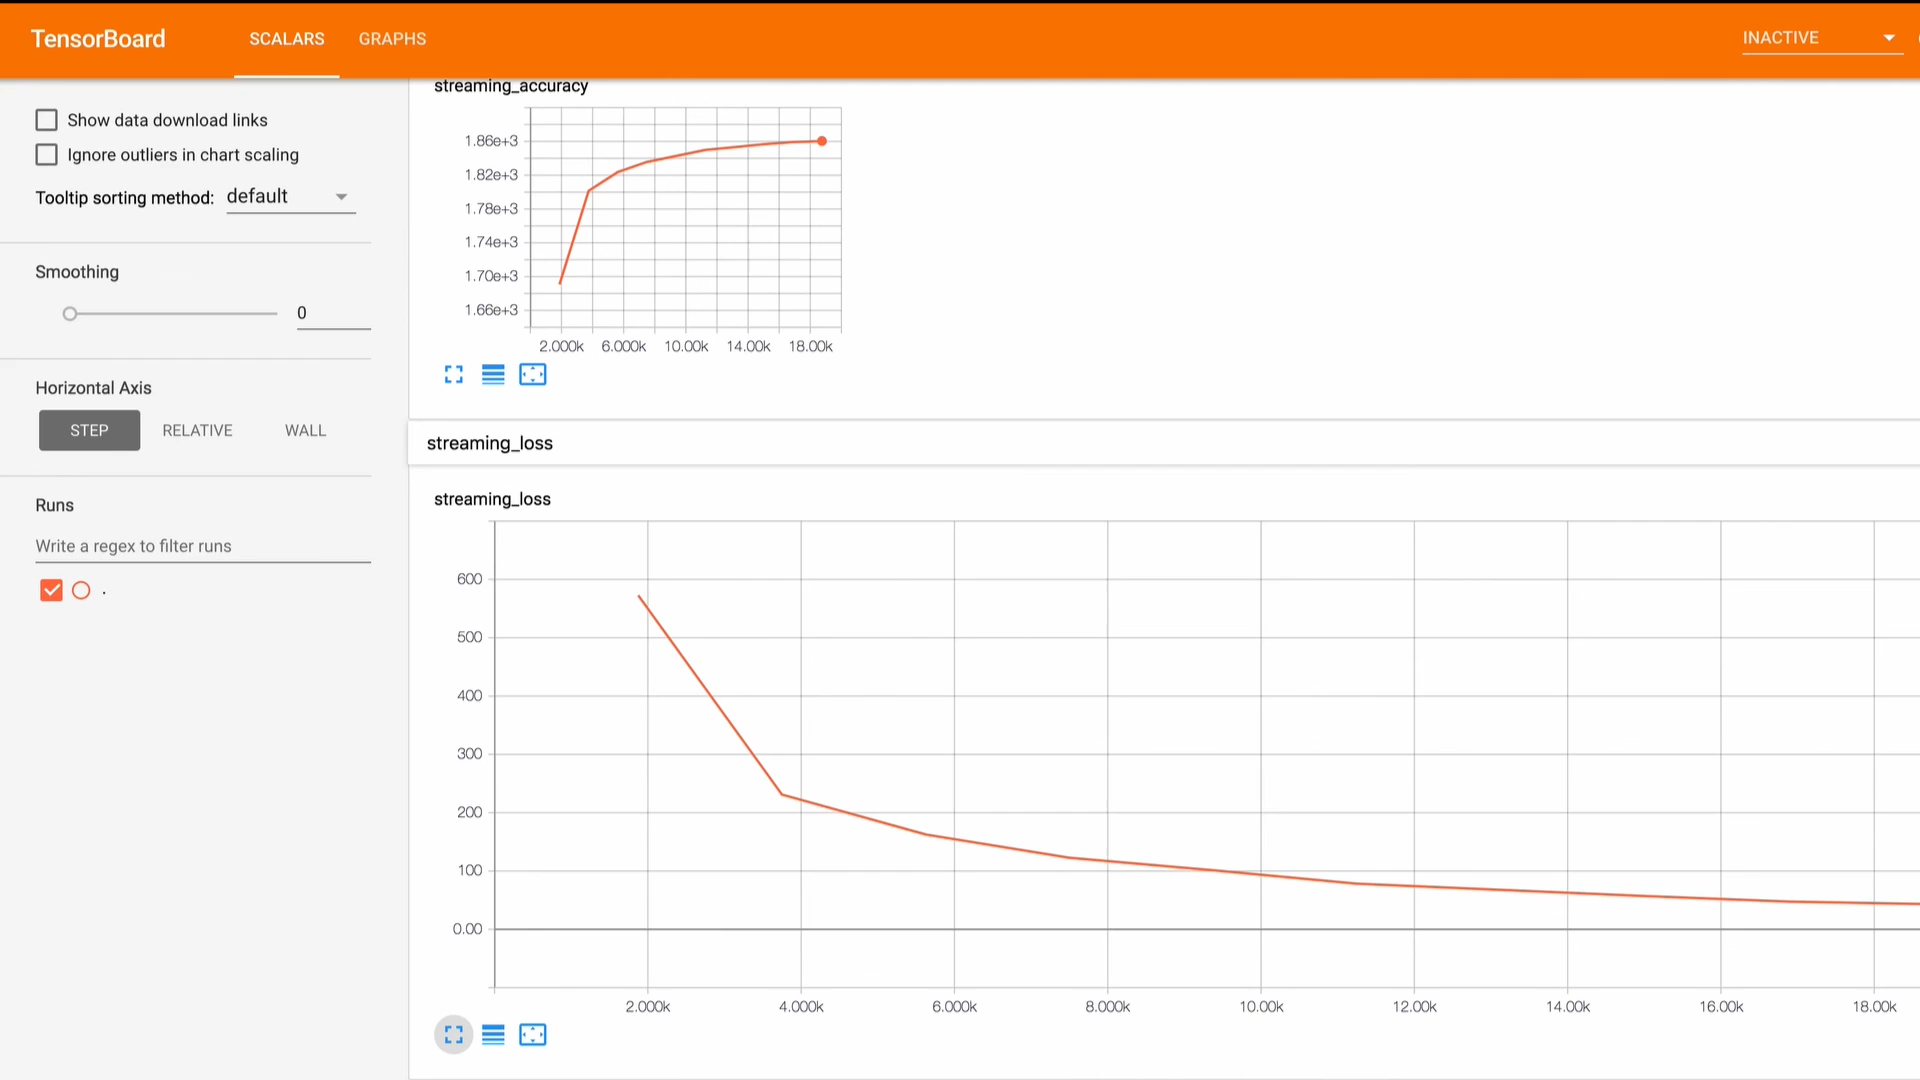 TensorBoard SCALARS GRAPHS INACTIVE
Show data download links
Ignore outliers in chart scaling
Tooltip sorting method: default
Smoothing
0
Horizontal Axis
STEP RELATIVE WALL
Runs
Write a regex to filter runs
.
streaming_accuracy
1.86e+3
1.82e+3
1.78e+3
1.74e+3
1.70e+3
1.66e+3
2.000k 6.000k 10.00k 14.00k 18.00k
streaming_loss
streaming_loss
600
500
400
300
200
100
0.00
2.000k 4.000k 6.000k 8.000k 10.00k 12.00k 14.00k 16.00k 18.00k